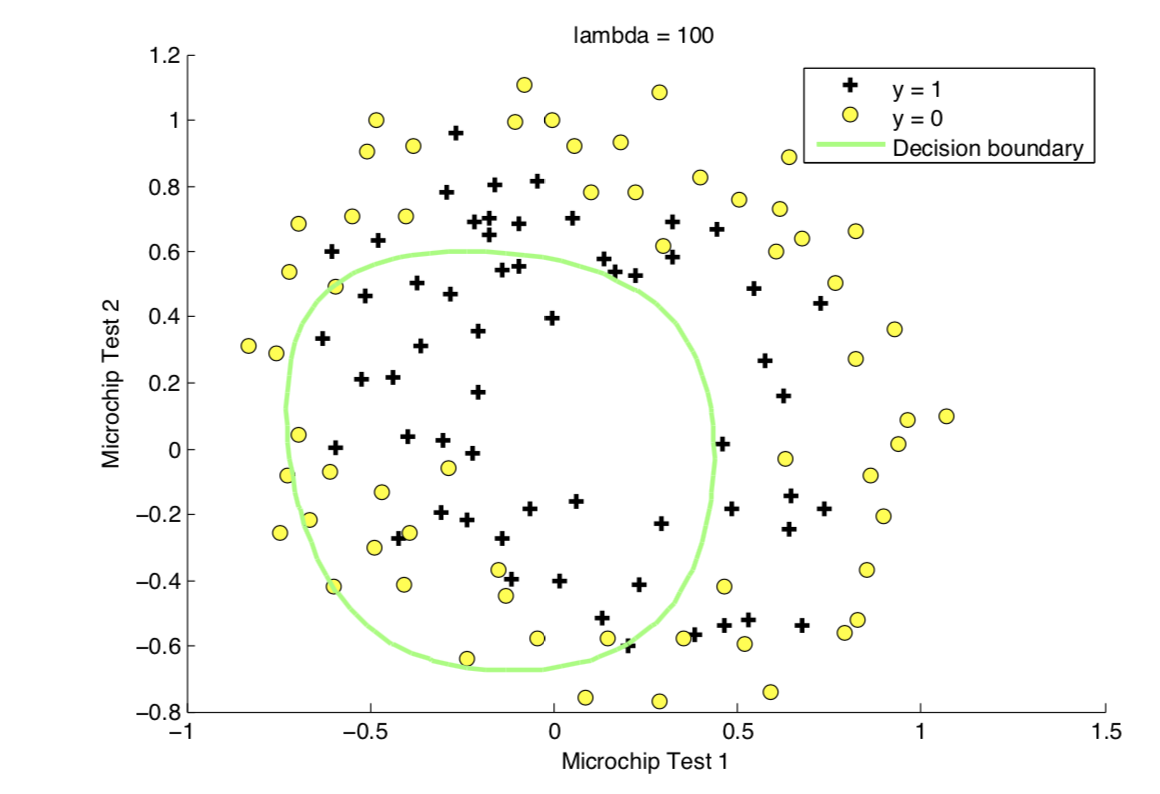 lambda = 100
y = 1
y = 0
Decision boundary
1.2
1
0.8
0.6
0.4
0.2
0
−0.2
−0.4
−0.6
−0.8
Microchip Test 2
−1
−0.5
0
0.5
1
1.5
Microchip Test 1